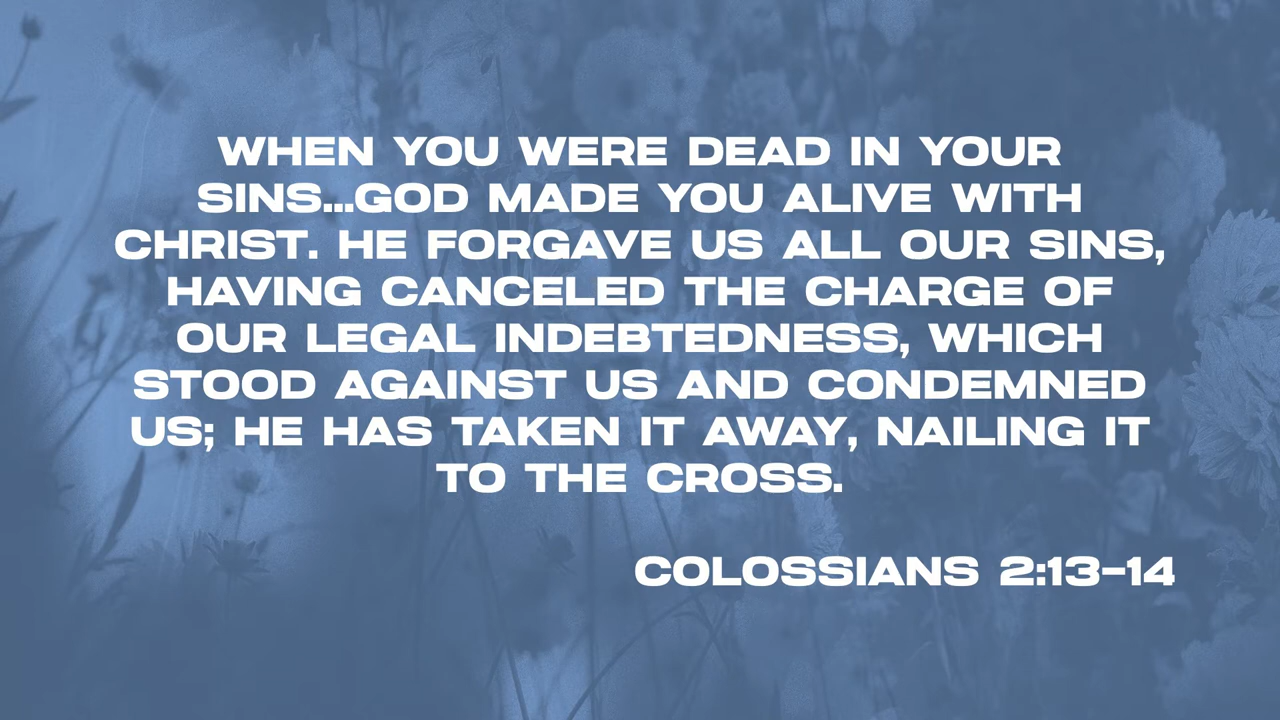 WHEN YOU WERE DEAD IN YOUR
SINS...GOD MADE YOU ALIVE WITH
CHRIST. HE FORGAVE US ALL OUR SINS,
HAVING CANCELED THE CHARGE OF
OUR LEGAL INDEBTEDNESS, WHICH
STOOD AGAINST US AND CONDEMNED
US; HE HAS TAKEN IT AWAY, NAILING IT
TO THE CROSS.
COLOSSIANS 2:13–14